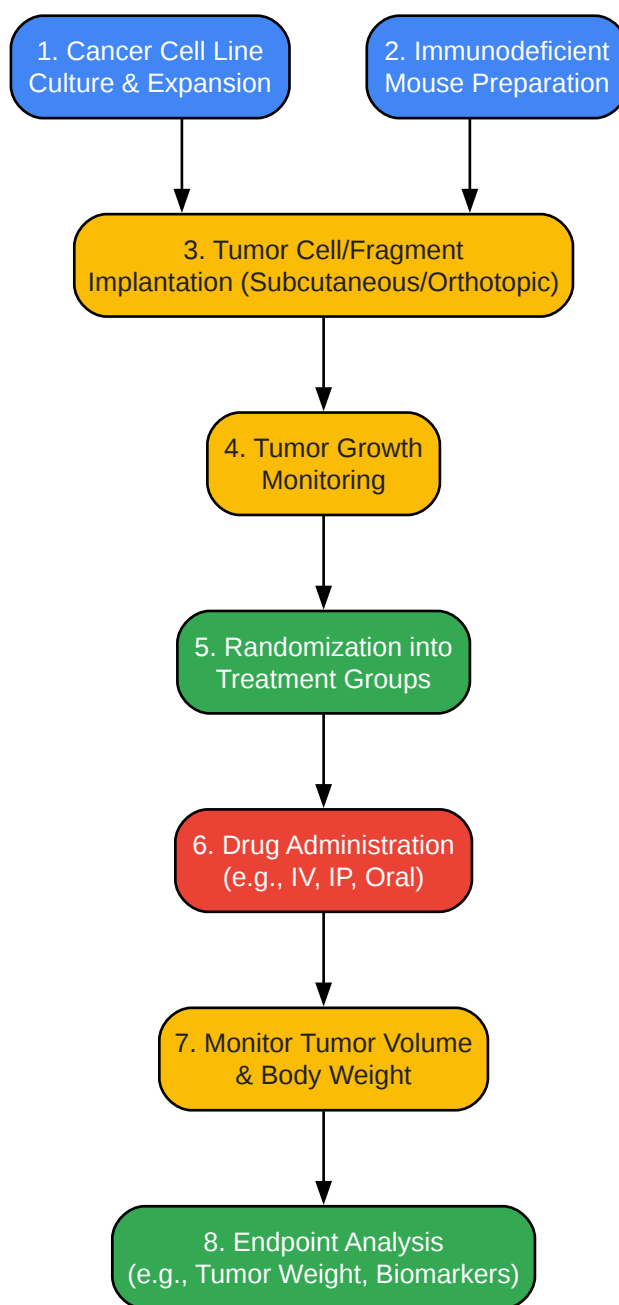 1. Cancer Cell Line
Culture & Expansion
2. Immunodeficient
Mouse Preparation
3. Tumor Cell/Fragment
Implantation (Subcutaneous/Orthotopic)
4. Tumor Growth
Monitoring
5. Randomization into
Treatment Groups
6. Drug Administration
(e.g., IV, IP, Oral)
7. Monitor Tumor Volume
& Body Weight
8. Endpoint Analysis
(e.g., Tumor Weight, Biomarkers)